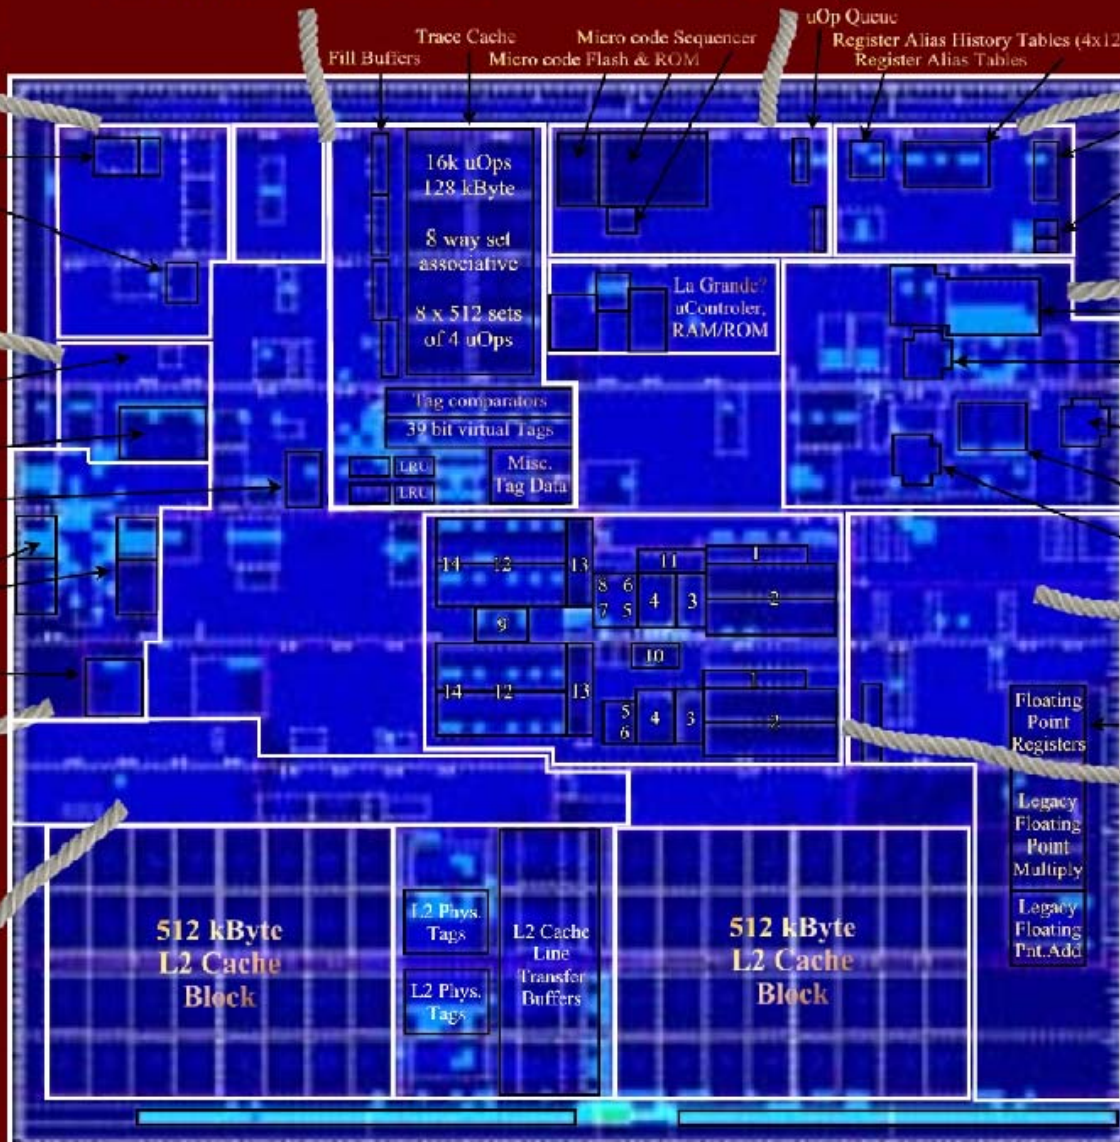 uOp Queue
Trace Cache
Micro code Sequencer
Register Alias History Tables (4x12
Fill Buffers
Micro code Flash & ROM
Register Alias Tables
16k uOps
128 kByte
8 way set
associative
8 x 512 sets
of 4 uOps
La Grande?
uControler,
RAM/ROM
Tag comparators
39 bit virtual Tags
LRU
LRU
Misc.
Tag Data
14
12
13
8
6
7
5
11
4
3
1
2
9
10
14
12
13
5
6
4
3
1
2
Floating
Point
Registers
Legacy
Floating
Point
Multiply
Legacy
Floating
Pnt.Add
512 kByte
L2 Cache
Block
L2 Phys.
Tags
L2 Phys.
Tags
L2 Cache
Line
Transfer
Buffers
512 kByte
L2 Cache
Block